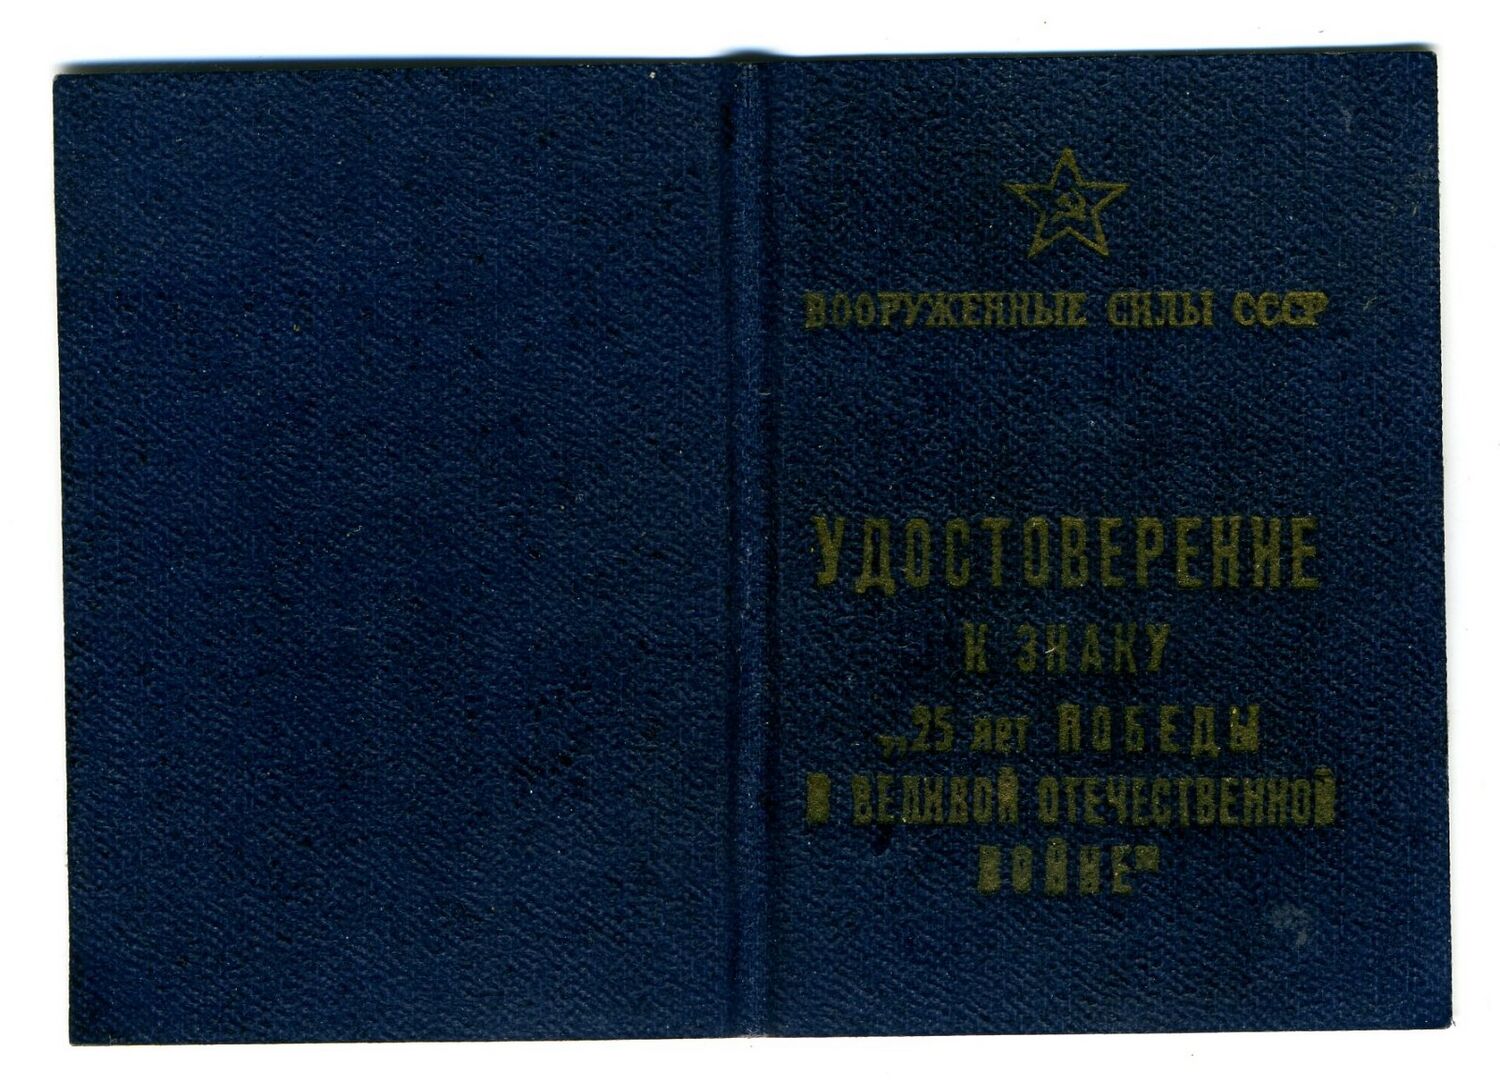 ВООРУЖЕННЫЕ СИЛЫ СССР
УДОСТОВЕРЕНИЕ
К ЗНАКУ
„25 лет ПОБЕДЫ
В ВЕЛИКОЙ ОТЕЧЕСТВЕННОЙ
ВОЙНЕ"